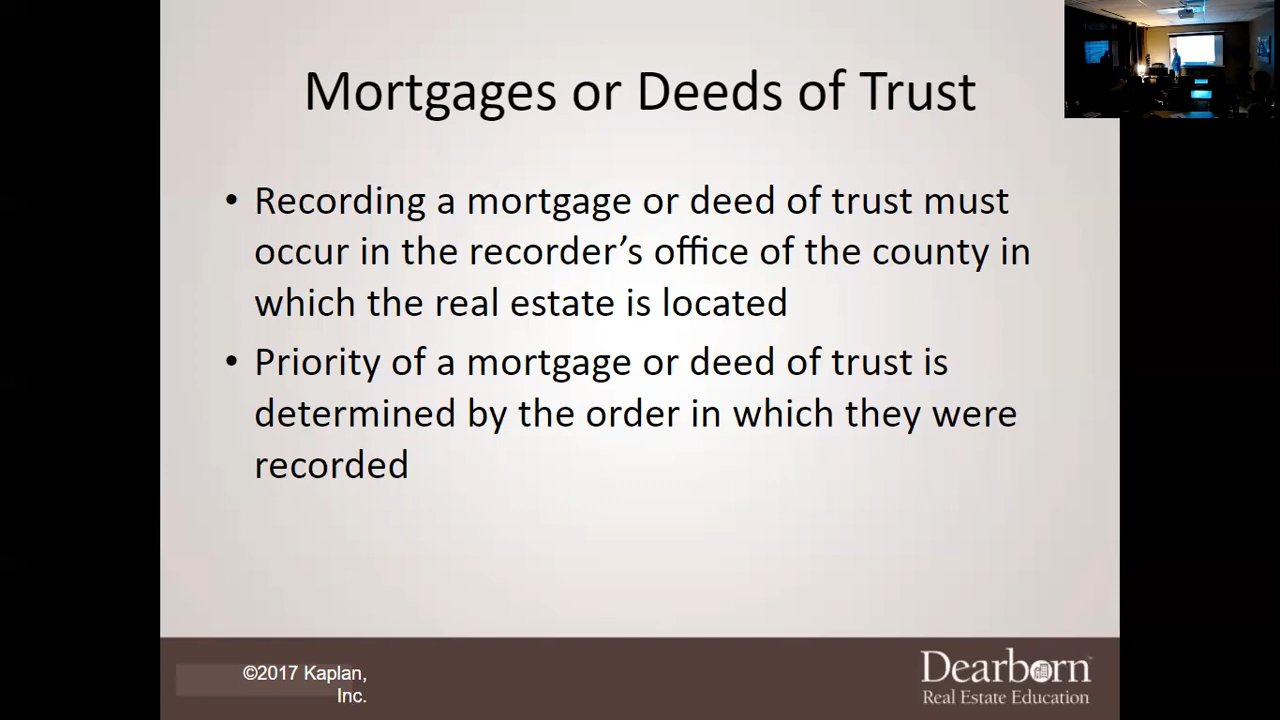 Mortgages or Deeds of Trust
• Recording a mortgage or deed of trust must
occur in the recorder’s office of the county in
which the real estate is located
• Priority of a mortgage or deed of trust is
determined by the order in which they were
recorded
©2017 Kaplan,
Inc.
Dearborn™
Real Estate Education